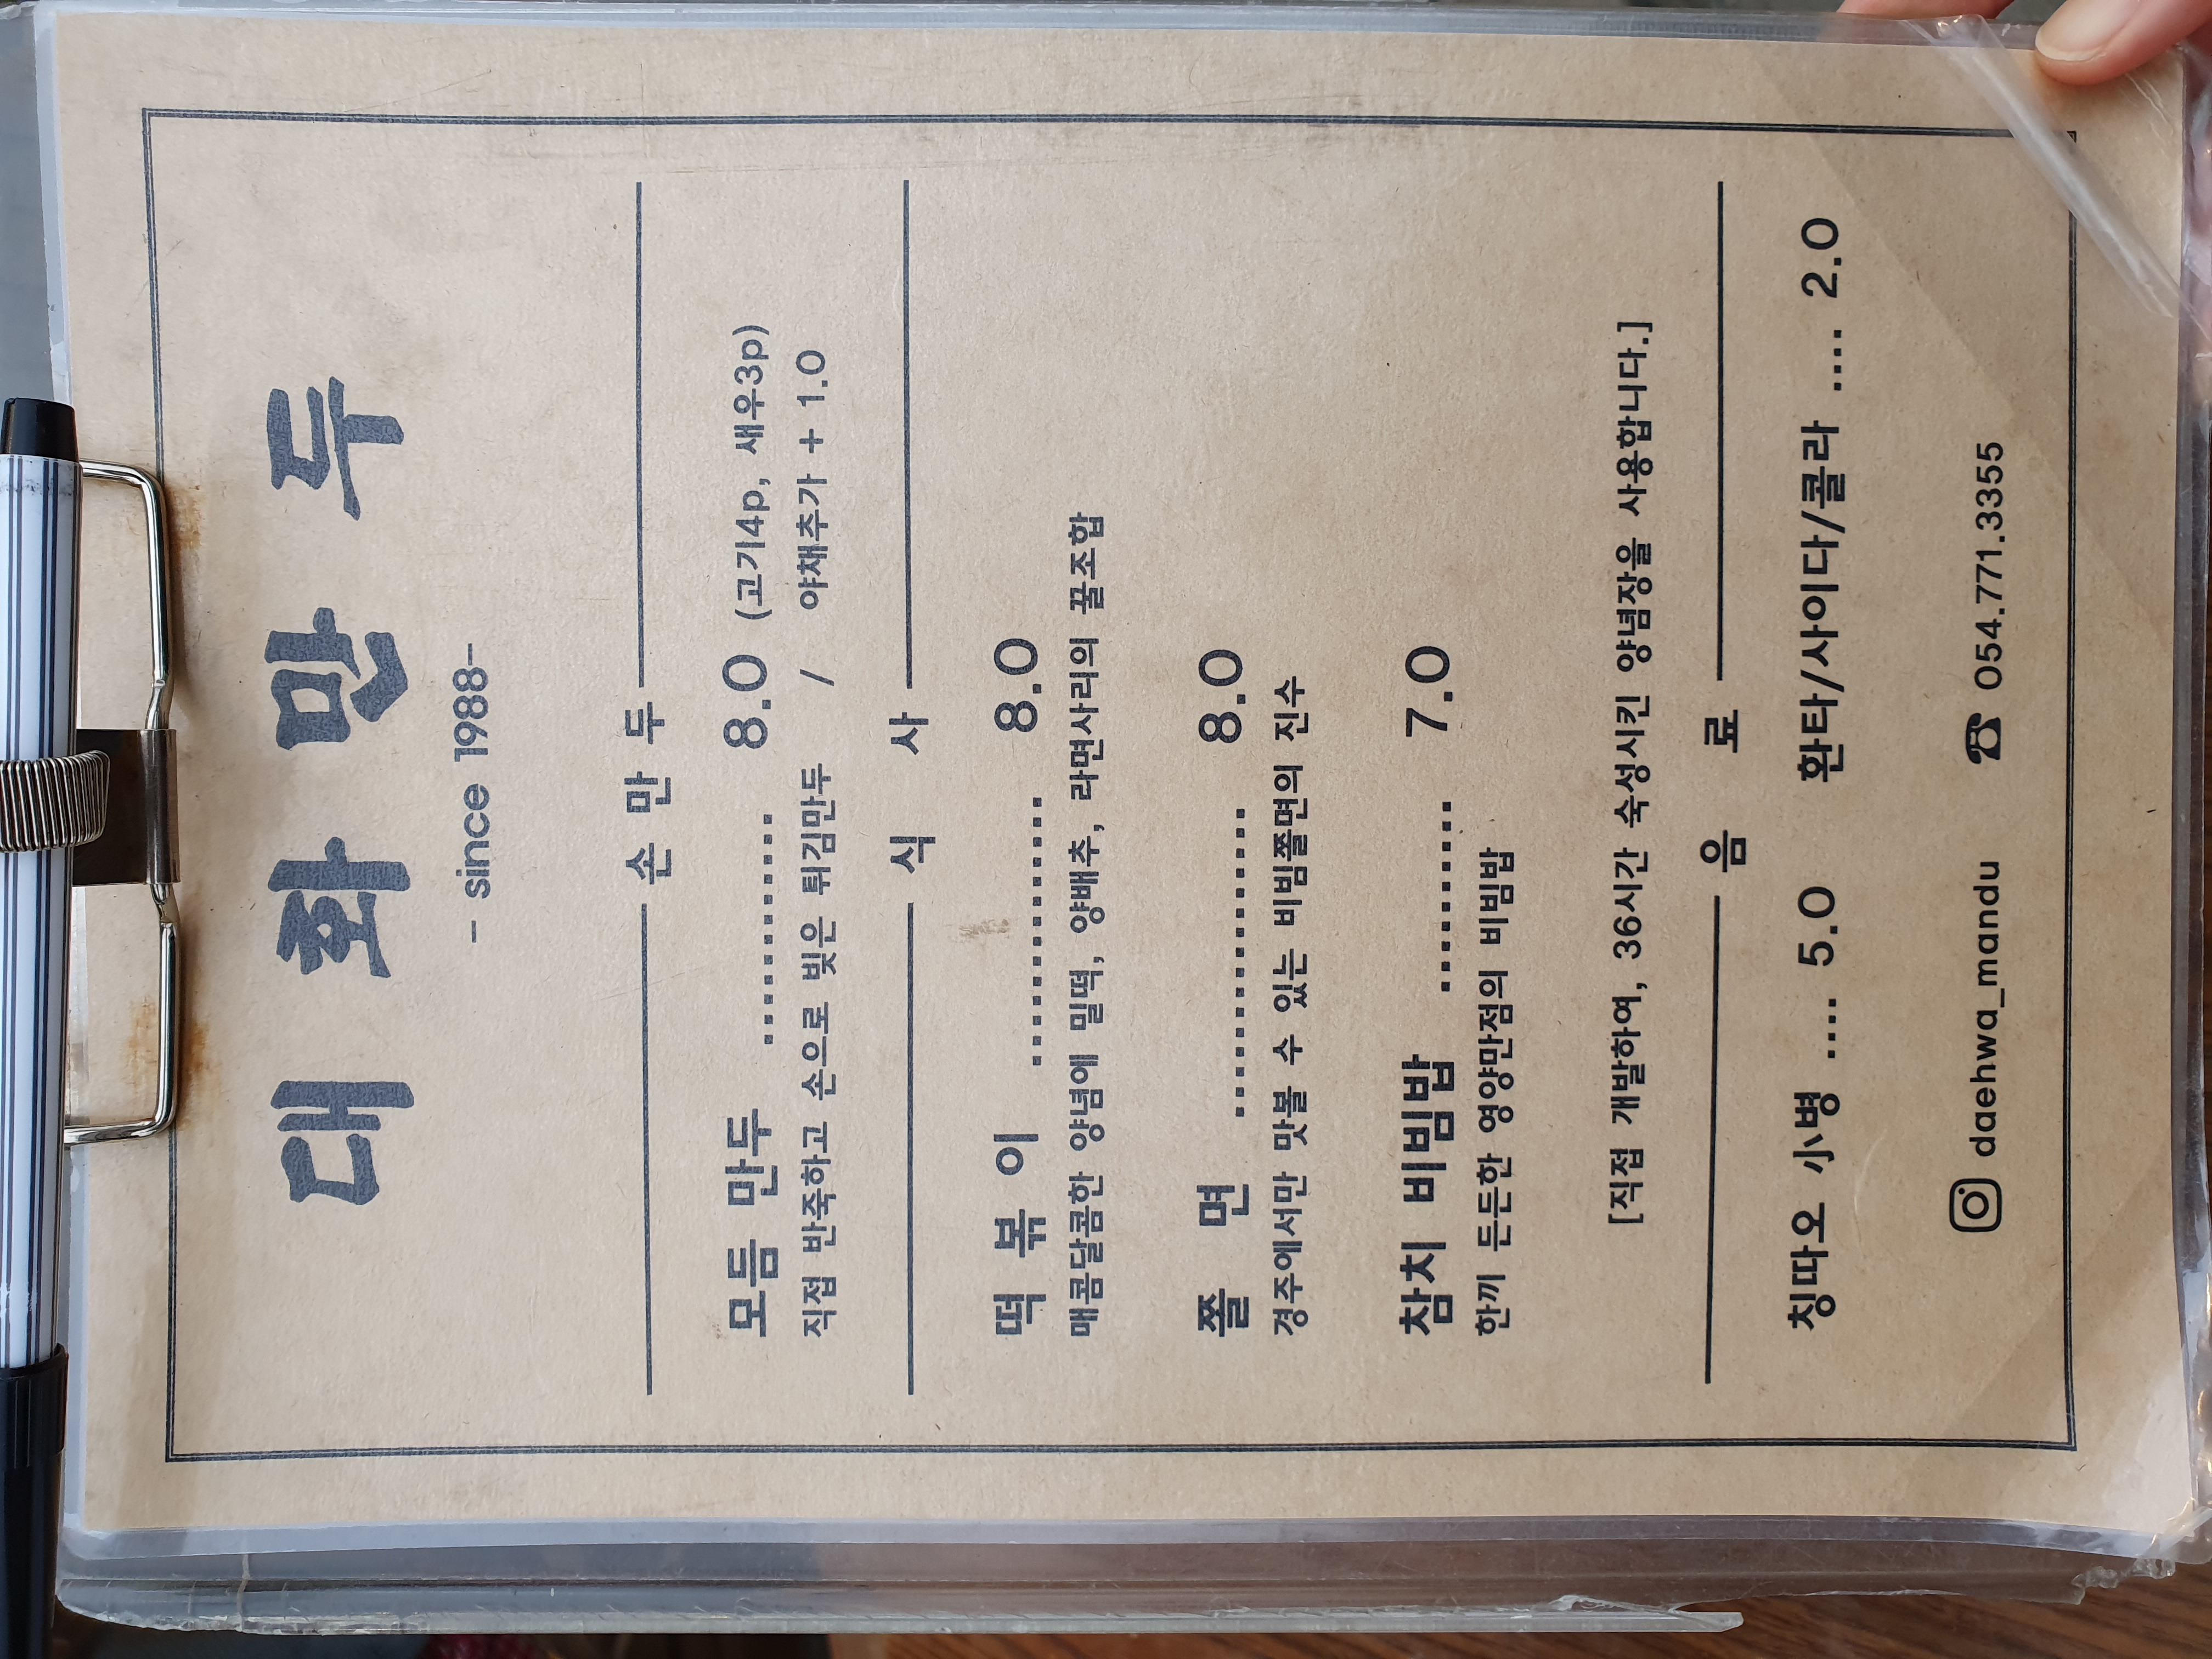 대화만두
- since 1988-
손만두
모듬 만두 ............ 8.0 (고기4p, 새우3p)
직접 반죽하고 손으로 빚은 튀김만두 / 야채추가 + 1.0
식 사
떡 볶 이 .............. 8.0
매콤달콤한 양념에 밀떡, 양배추, 라면사리의 꿀조합
쫄 면 ................ 8.0
경주에서만 맛볼 수 있는 비빔쫄면의 진수
참치 비빔밥 .......... 7.0
한끼 든든한 영양만점의 비빔밥
[직접 개발하여, 36시간 숙성시킨 양념장을 사용합니다.]
음 료
칭따오 小병 .... 5.0 환타/사이다/콜라 .... 2.0
daehwa_mandu ☎ 054.771.3355